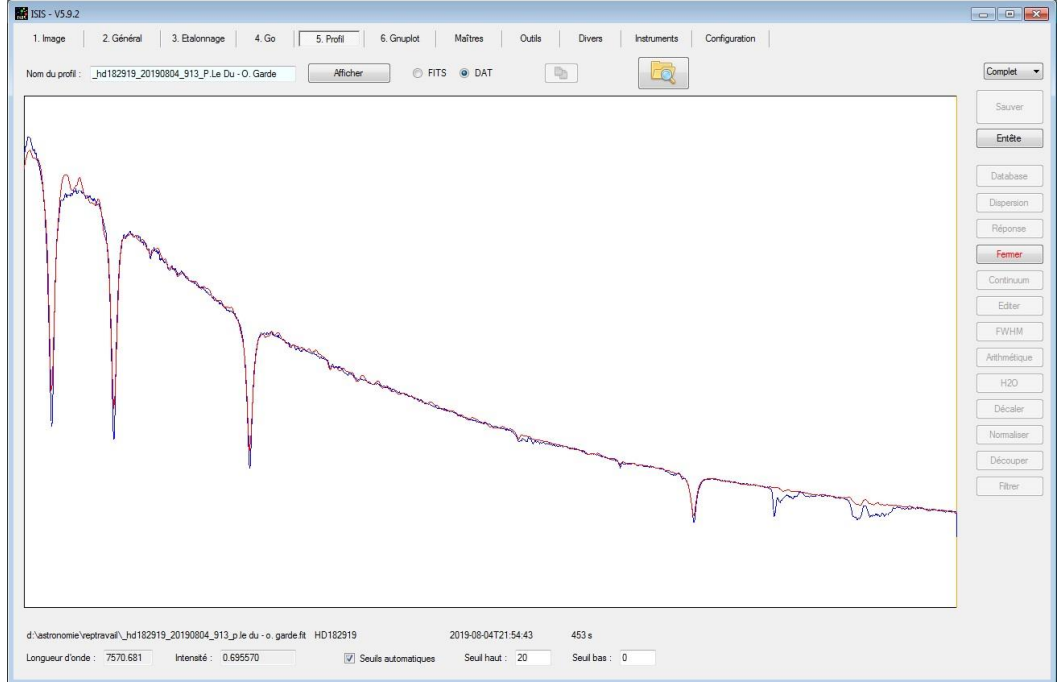 ISIS - V5.9.2
1. Image 2. Général 3. Etalonnage 4. Go 5. Profil 6. Gnuplot Maîtres Outils Divers Instruments Configuration
Nom du profil : _hd182919_20190804_913_P.Le Du - O. Garde Afficher FITS DAT Complet
Sauver
Entête
Database
Dispersion
Réponse
Fermer
Continuum
Editer
FWHM
Arithmétique
H2O
Décaler
Normaliser
Découper
Filtrer
d:\astronomie\reptravail\_hd182919_20190804_913_p.le du - o. garde.fit HD182919 2019-08-04T21:54:43 453 s
Longueur d'onde : 7570.681 Intensité : 0.695570 Seuils automatiques Seuil haut : 20 Seuil bas : 0